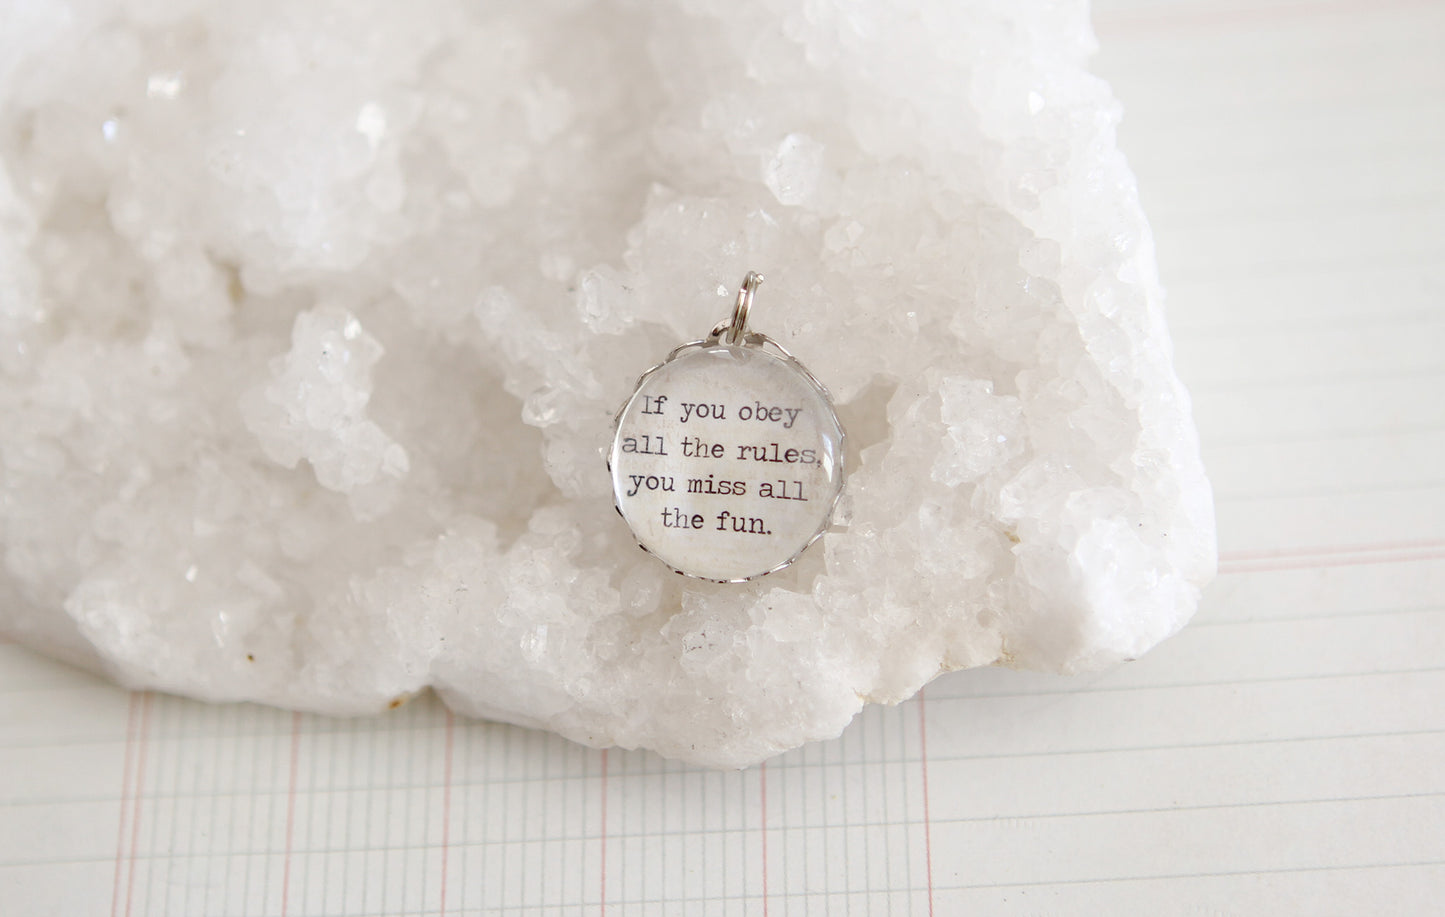 If you obey
all the rules,
you miss all
the fun.